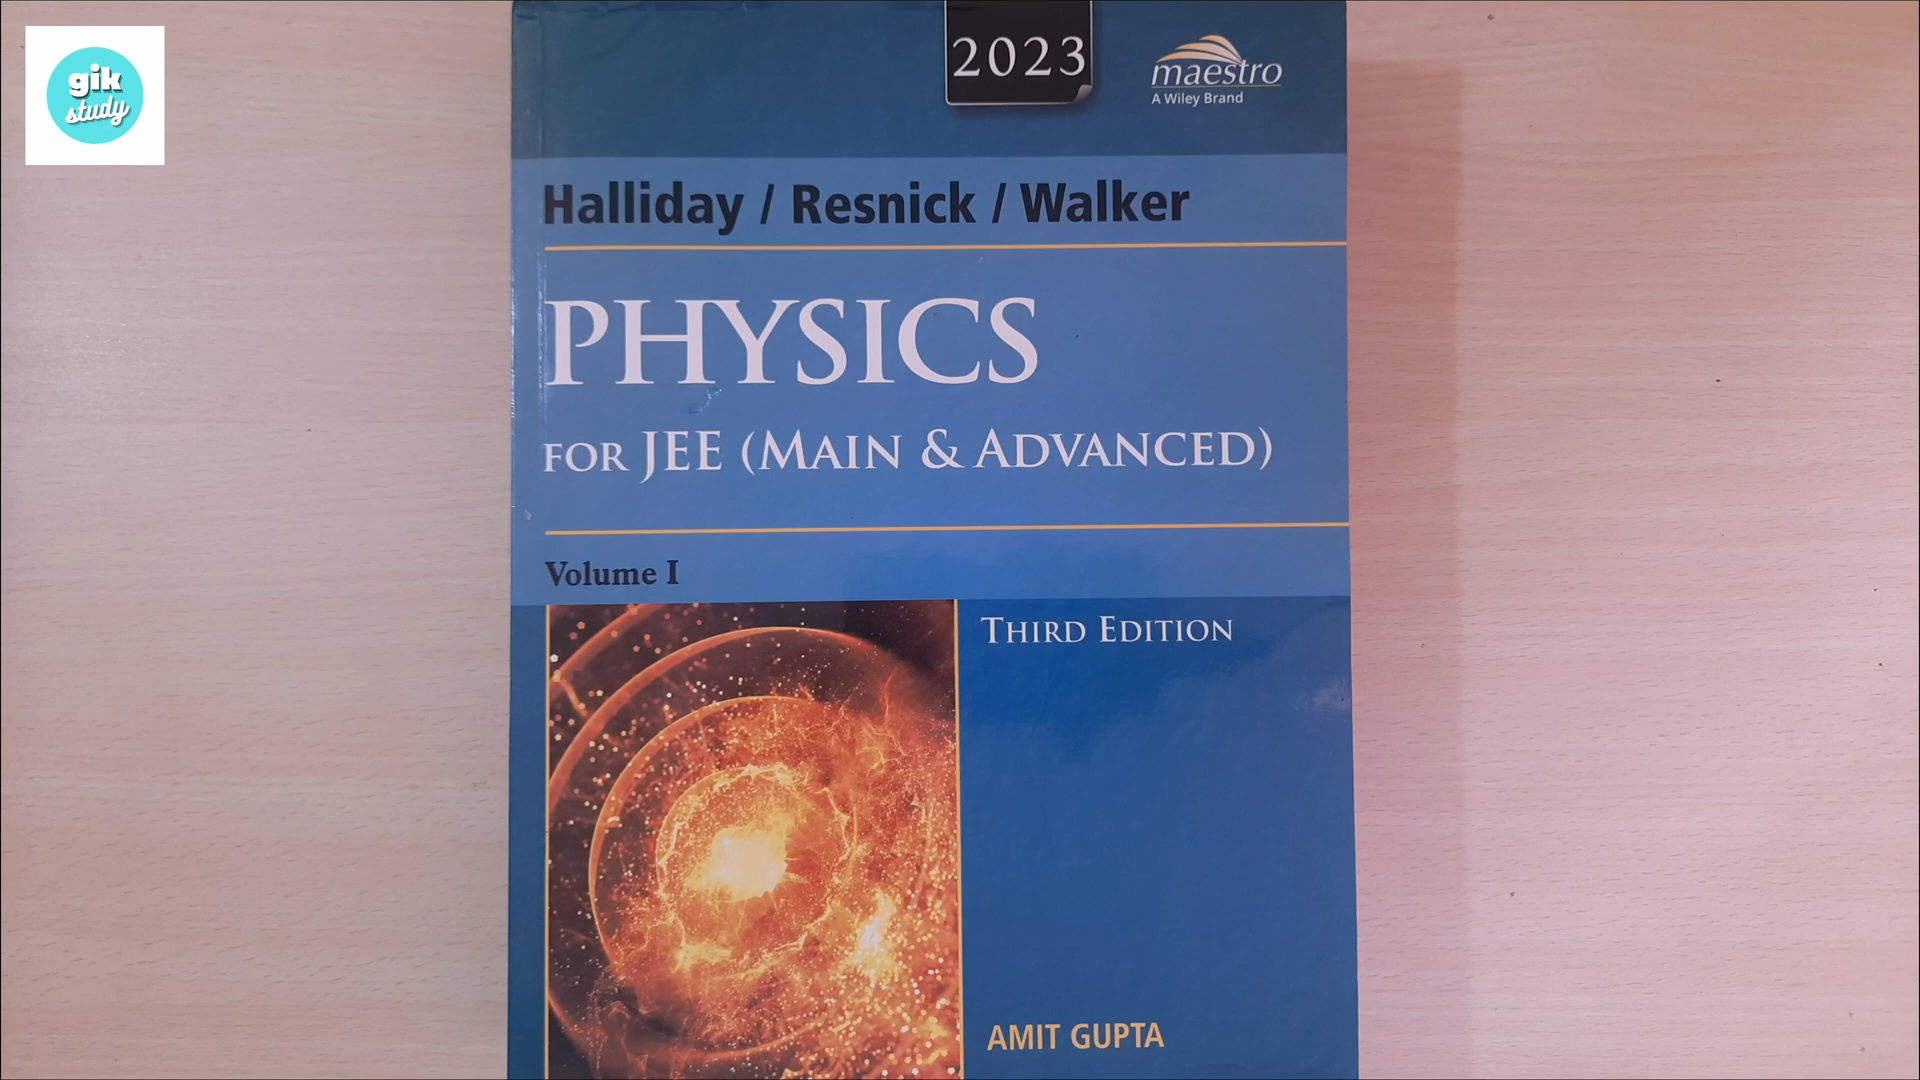 gik
study
2023
maestro
A Wiley Brand
Halliday / Resnick / Walker
PHYSICS
FOR JEE (MAIN & ADVANCED)
Volume I
THIRD EDITION
AMIT GUPTA